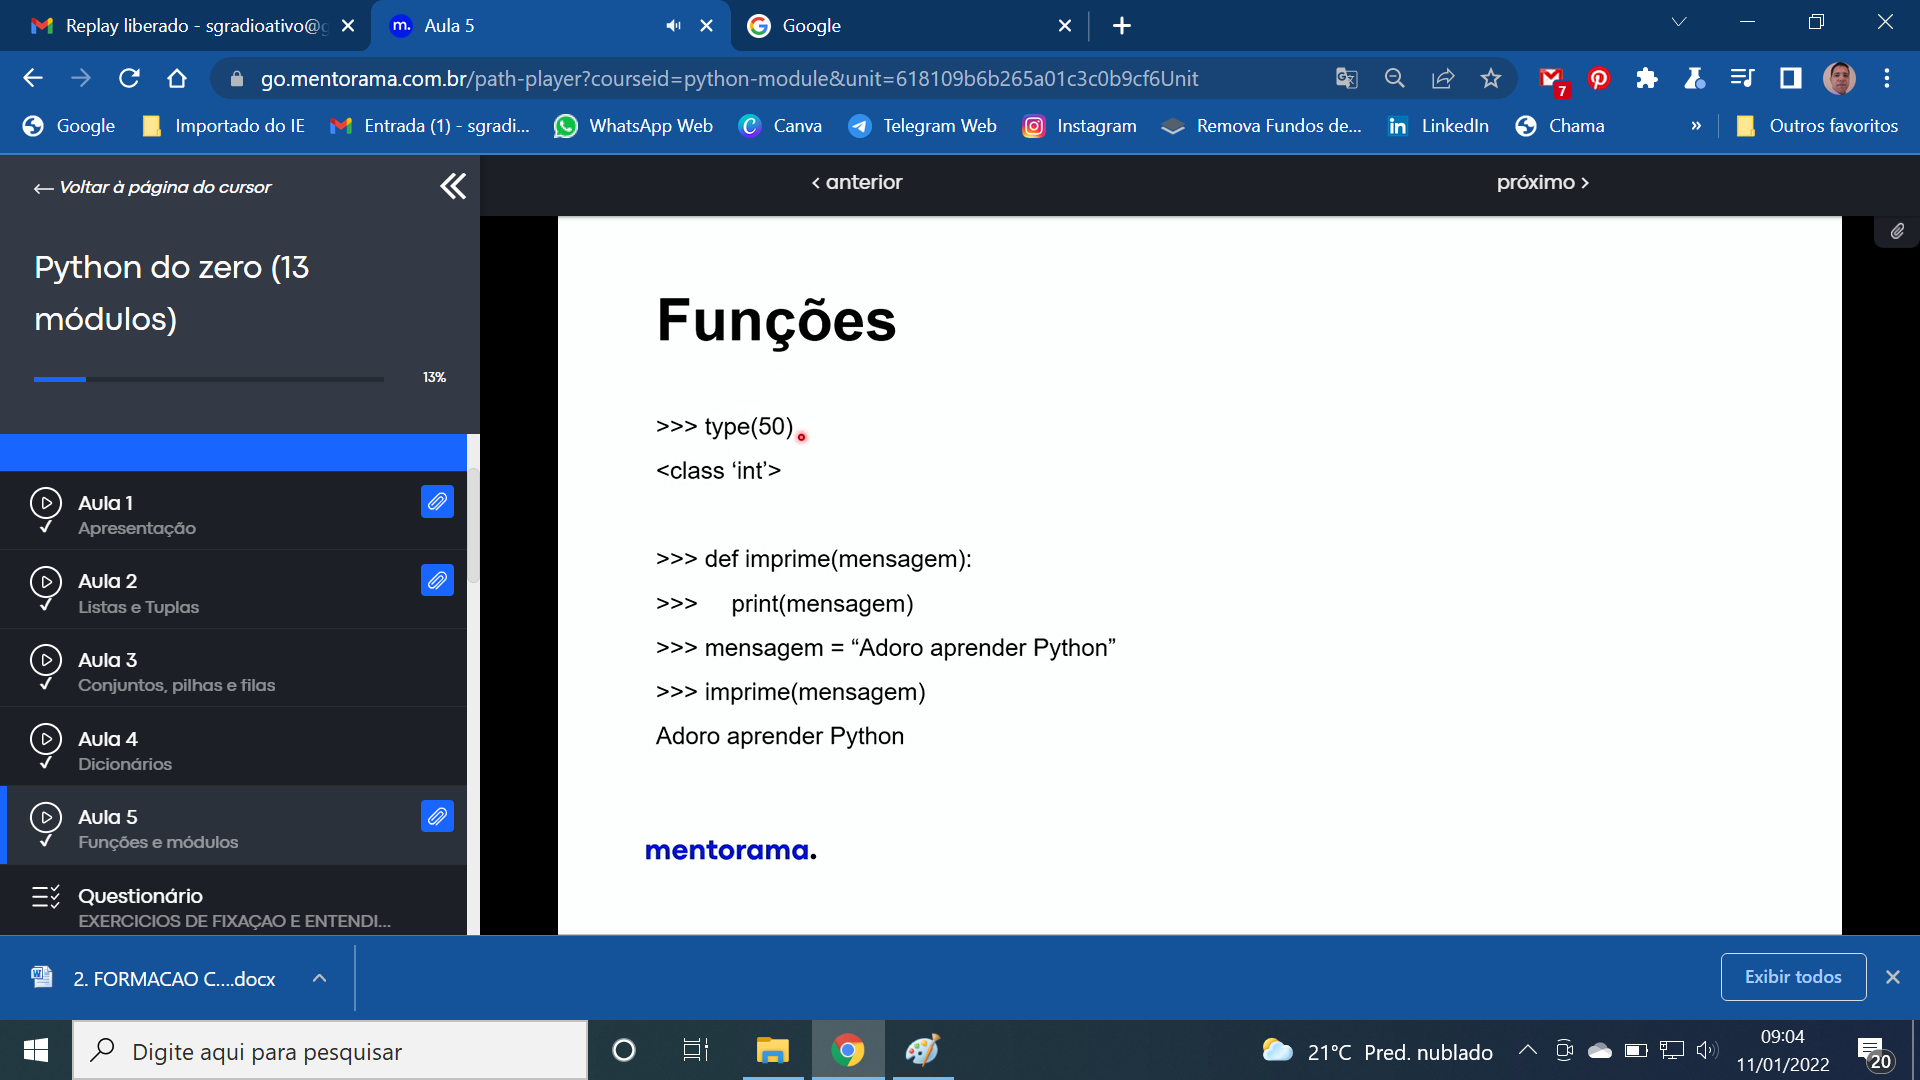 Replay liberado - sgradioativo@g
Aula 5
Google
go.mentorama.com.br/path-player?courseid=python-module&unit=618109b6b265a01c3c0b9cf6Unit
7
Google
Importado do IE
Entrada (1) - sgradi...
WhatsApp Web
Canva
Telegram Web
Instagram
Remova Fundos de...
LinkedIn
Chama
»
Outros favoritos
← Voltar à página do cursor
< anterior
próximo >
Python do zero (13
módulos)
13%
Aula 1
Apresentação
Aula 2
Listas e Tuplas
Aula 3
Conjuntos, pilhas e filas
Aula 4
Dicionários
Aula 5
Funções e módulos
Questionário
EXERCICIOS DE FIXAÇAO E ENTENDI...
Funções
>>> type(50)
<class ‘int’>
>>> def imprime(mensagem):
>>> print(mensagem)
>>> mensagem = “Adoro aprender Python”
>>> imprime(mensagem)
Adoro aprender Python
mentorama.
2. FORMACAO C....docx
Exibir todos
Digite aqui para pesquisar
21°C Pred. nublado
09:04
11/01/2022
20